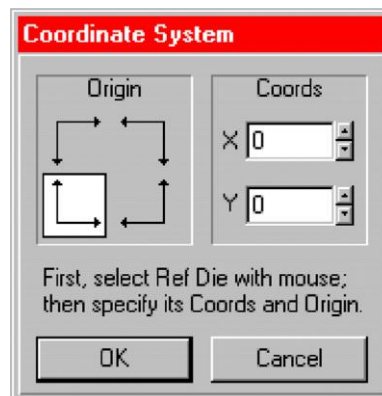 Coordinate System
Origin
Coords
X 0
Y 0
First, select Ref Die with mouse;
then specify its Coords and Origin.
OK
Cancel